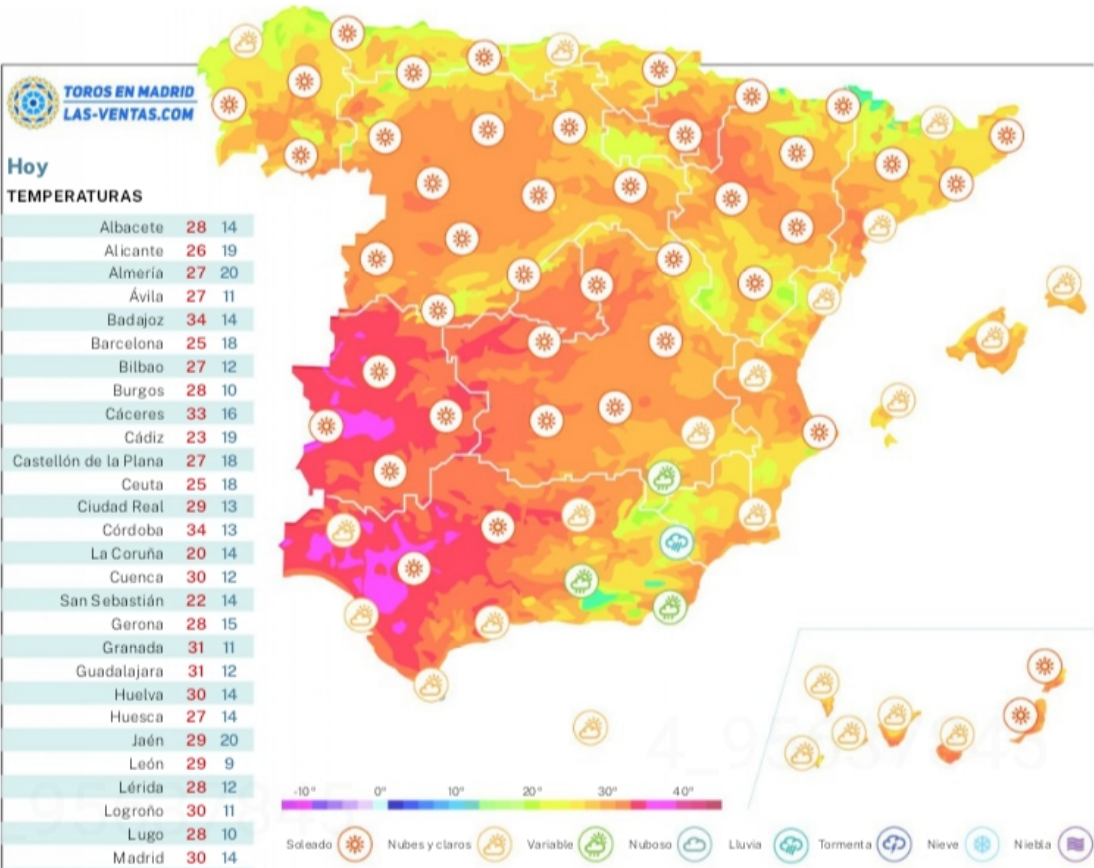 TOROS EN MADRID
LAS-VENTAS.COM
Hoy
TEMPERATURAS
Albacete 28 14
Alicante 26 19
Almería 27 20
Ávila 27 11
Badajoz 34 14
Barcelona 25 18
Bilbao 27 12
Burgos 28 10
Cáceres 33 16
Cádiz 23 19
Castellón de la Plana 27 18
Ceuta 25 18
Ciudad Real 29 13
Córdoba 34 13
La Coruña 20 14
Cuenca 30 12
San Sebastián 22 14
Gerona 28 15
Granada 31 11
Guadalajara 31 12
Huelva 30 14
Huesca 27 14
Jaén 29 20
León 29 9
Lérida 28 12
Logroño 30 11
Lugo 28 10
Madrid 30 14
-10° 0° 10° 20° 30° 40°
Soleado Nubes y claros Variable Nuboso Lluvia Tormenta Nieve Niebla